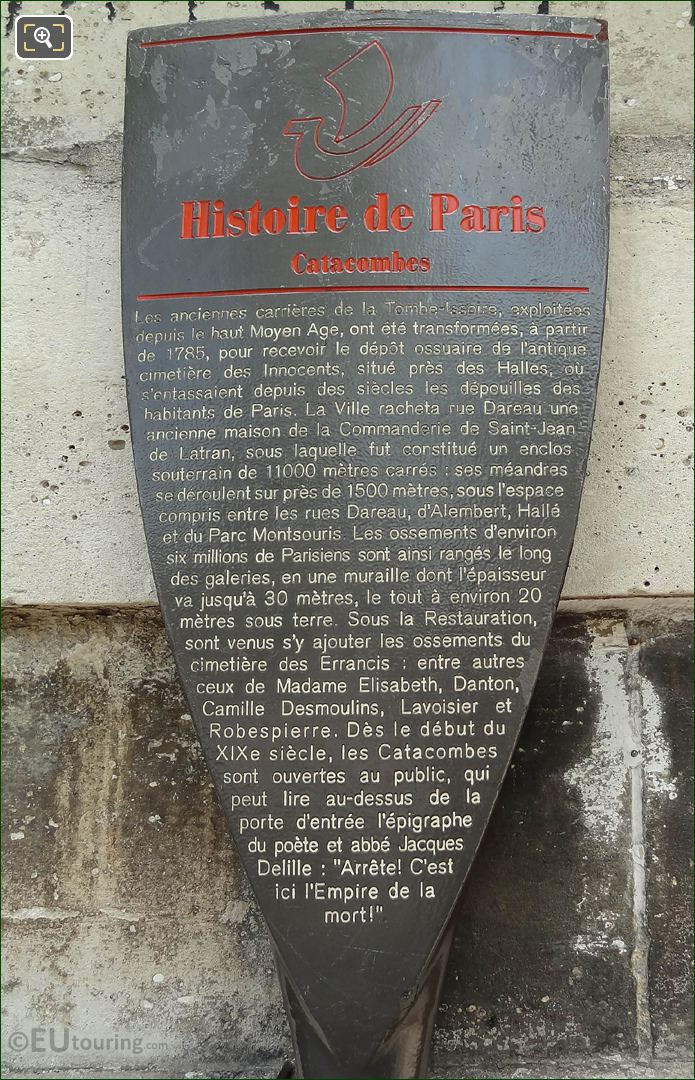 Histoire de Paris
Catacombes
Les anciennes carrières de la Tombe-Issoire, exploitées
depuis le haut Moyen Age, ont été transformées, à partir
de 1785, pour recevoir le dépôt ossuaire de l'antique
cimetière des Innocents, situé près des Halles, où
s'entassaient depuis des siècles les dépouilles des
habitants de Paris. La Ville racheta rue Dareau une
ancienne maison de la Commanderie de Saint-Jean
de Latran, sous laquelle fut constitué un enclos
souterrain de 11000 mètres carrés : ses méandres
se déroulent sur près de 1500 mètres, sous l'espace
compris entre les rues Dareau, d'Alembert, Hallé
et du Parc Montsouris. Les ossements d'environ
six millions de Parisiens sont ainsi rangés le long
des galeries, en une muraille dont l'épaisseur
va jusqu'à 30 mètres, le tout à environ 20
mètres sous terre. Sous la Restauration,
sont venus s'y ajouter les ossements du
cimetière des Errancis : entre autres
ceux de Madame Elisabeth, Danton,
Camille Desmoulins, Lavoisier et
Robespierre. Dès le début du
XIXe siècle, les Catacombes
sont ouvertes au public, qui
peut lire au-dessus de la
porte d'entrée l'épigraphe
du poète et abbé Jacques
Delille : "Arrête! C'est
ici l'Empire de la
mort!"
©EUtouring.com